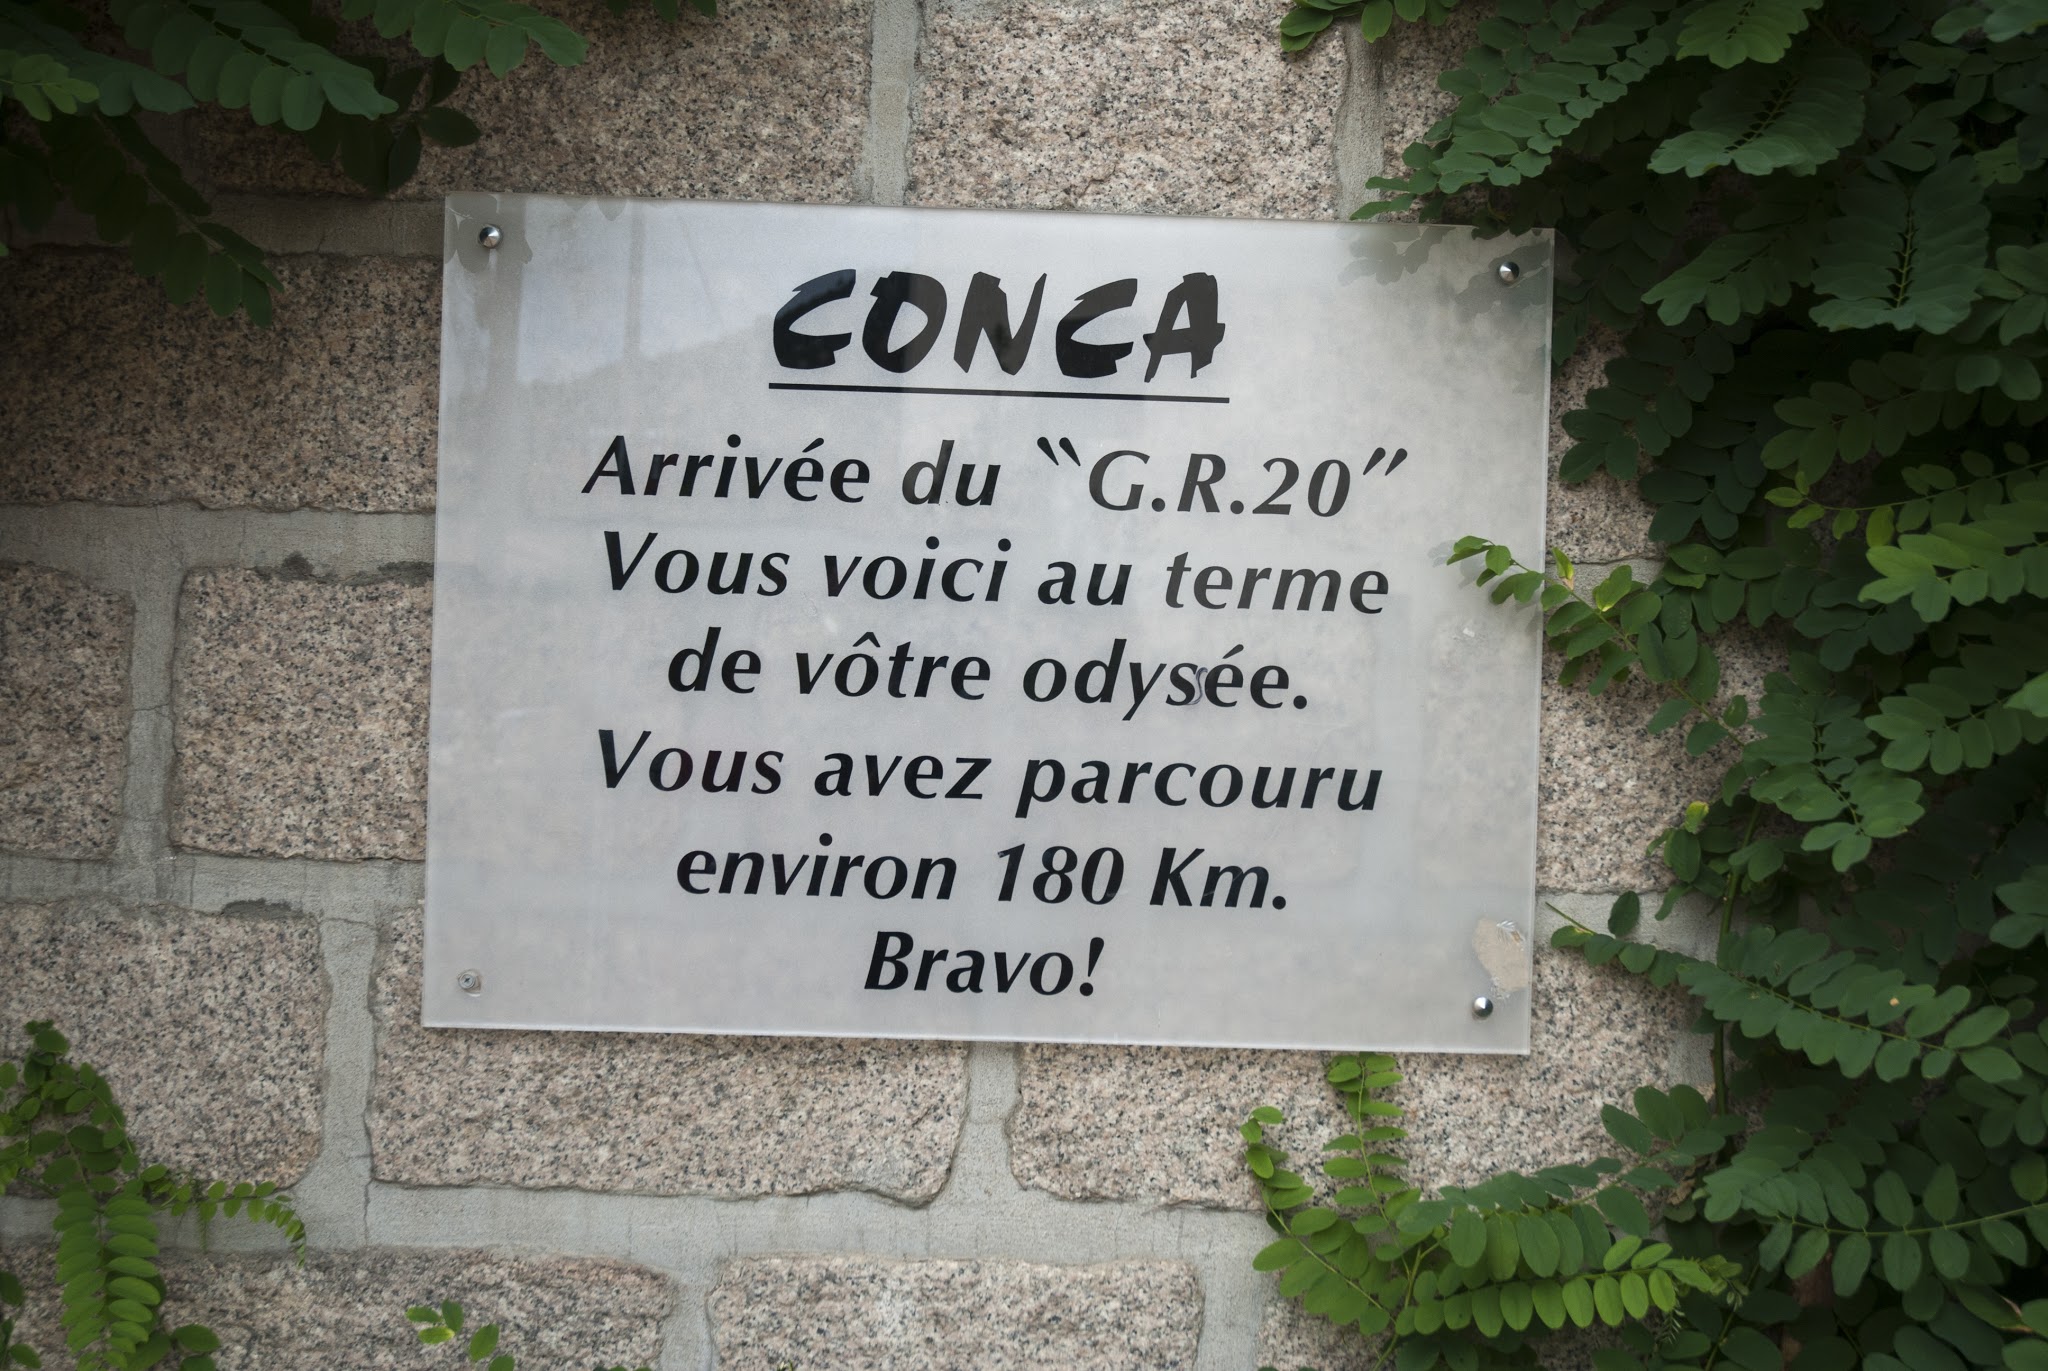 CONCA
Arrivée du "G.R.20"
Vous voici au terme
de vôtre odysée.
Vous avez parcouru
environ 180 Km.
Bravo!